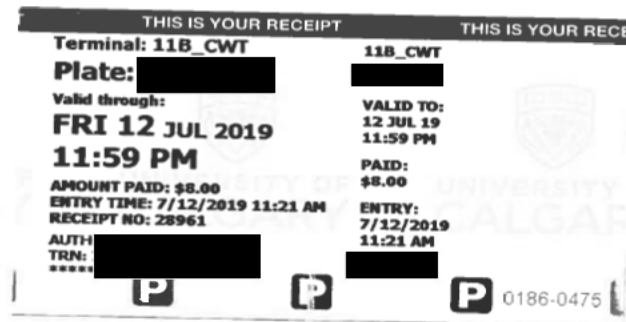 THIS IS YOUR RECEIPT
THIS IS YOUR RECE
Terminal: 11B_CWT
Plate:
Valid through:
FRI 12 JUL 2019
11:59 PM
AMOUNT PAID: $8.00
ENTRY TIME: 7/12/2019 11:21 AM
RECEIPT NO: 28961
AUTH
TRN:
*****
11B_CWT
VALID TO:
12 JUL 19
11:59 PM
PAID:
$8.00
ENTRY:
7/12/2019
11:21 AM
UNIVERSITY OF
CALGARY
UNIVERSITY
CALGAR
P
P
P 0186-0475